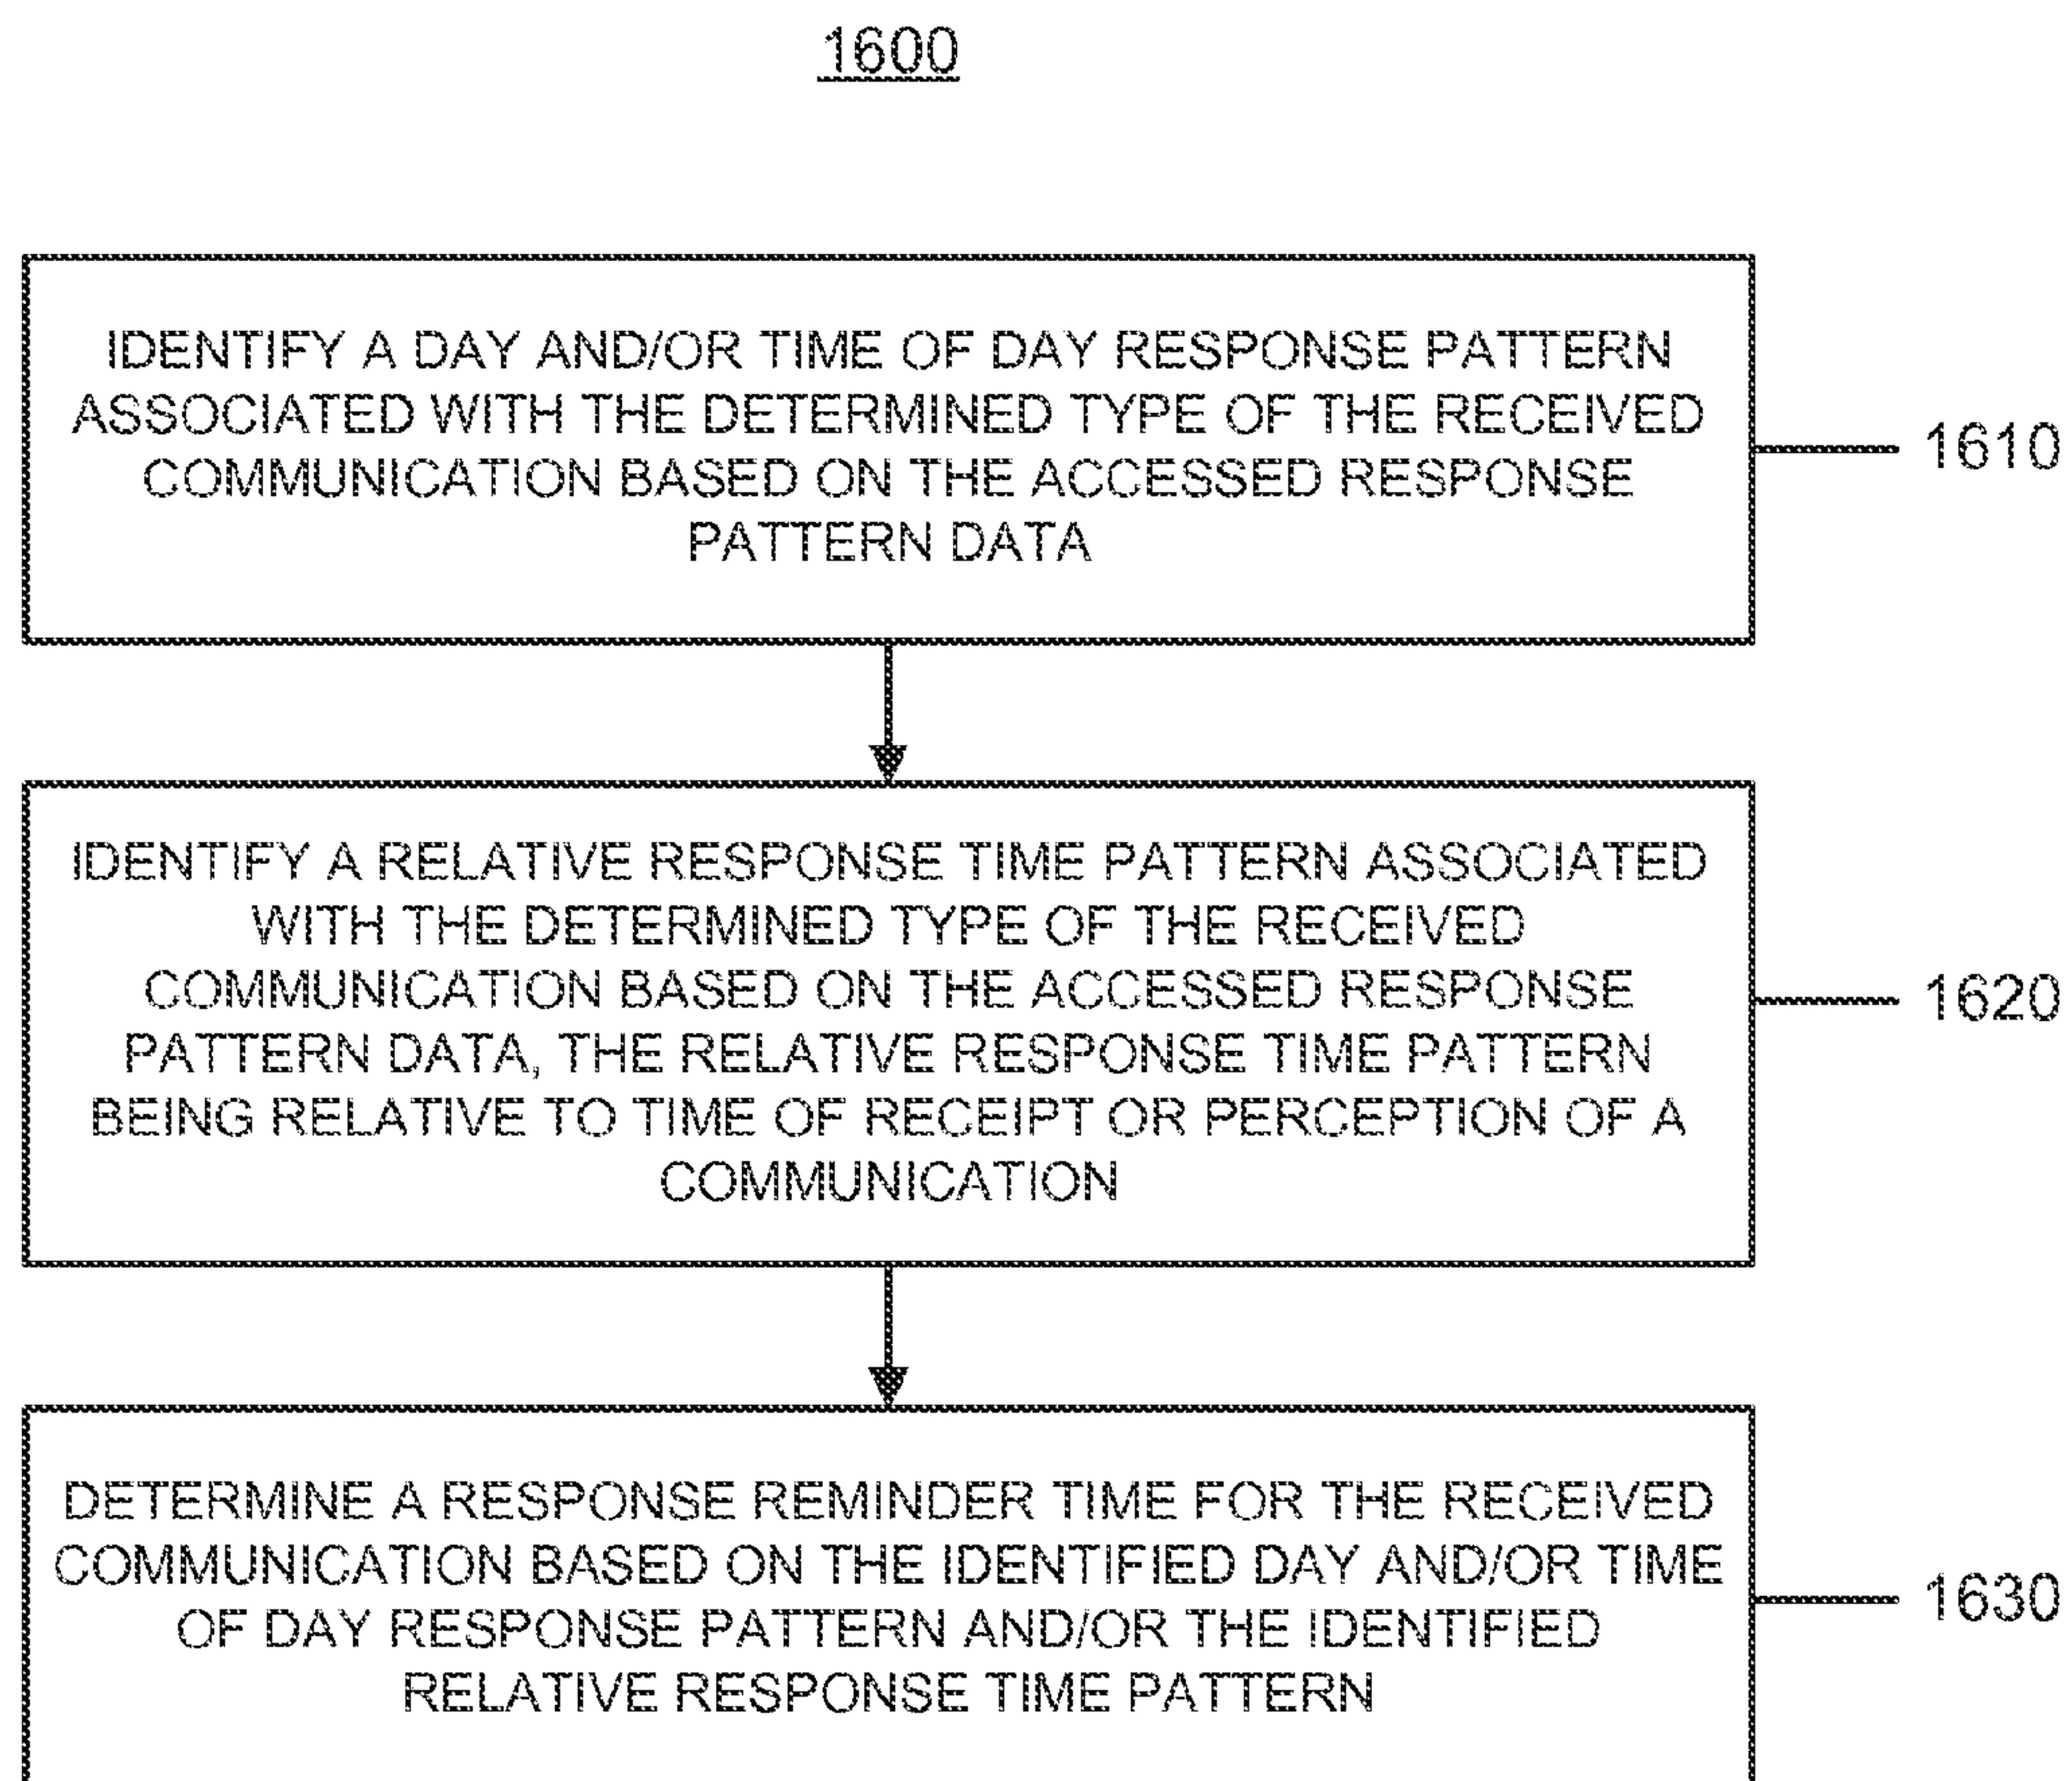 1600
IDENTIFY A DAY AND/OR TIME OF DAY RESPONSE PATTERN
ASSOCIATED WITH THE DETERMINED TYPE OF THE RECEIVED
COMMUNICATION BASED ON THE ACCESSED RESPONSE
PATTERN DATA
1610
IDENTIFY A RELATIVE RESPONSE TIME PATTERN ASSOCIATED
WITH THE DETERMINED TYPE OF THE RECEIVED
COMMUNICATION BASED ON THE ACCESSED RESPONSE
PATTERN DATA, THE RELATIVE RESPONSE TIME PATTERN
BEING RELATIVE TO TIME OF RECEIPT OR PERCEPTION OF A
COMMUNICATION
1620
DETERMINE A RESPONSE REMINDER TIME FOR THE RECEIVED
COMMUNICATION BASED ON THE IDENTIFIED DAY AND/OR TIME
OF DAY RESPONSE PATTERN AND/OR THE IDENTIFIED
RELATIVE RESPONSE TIME PATTERN
1630